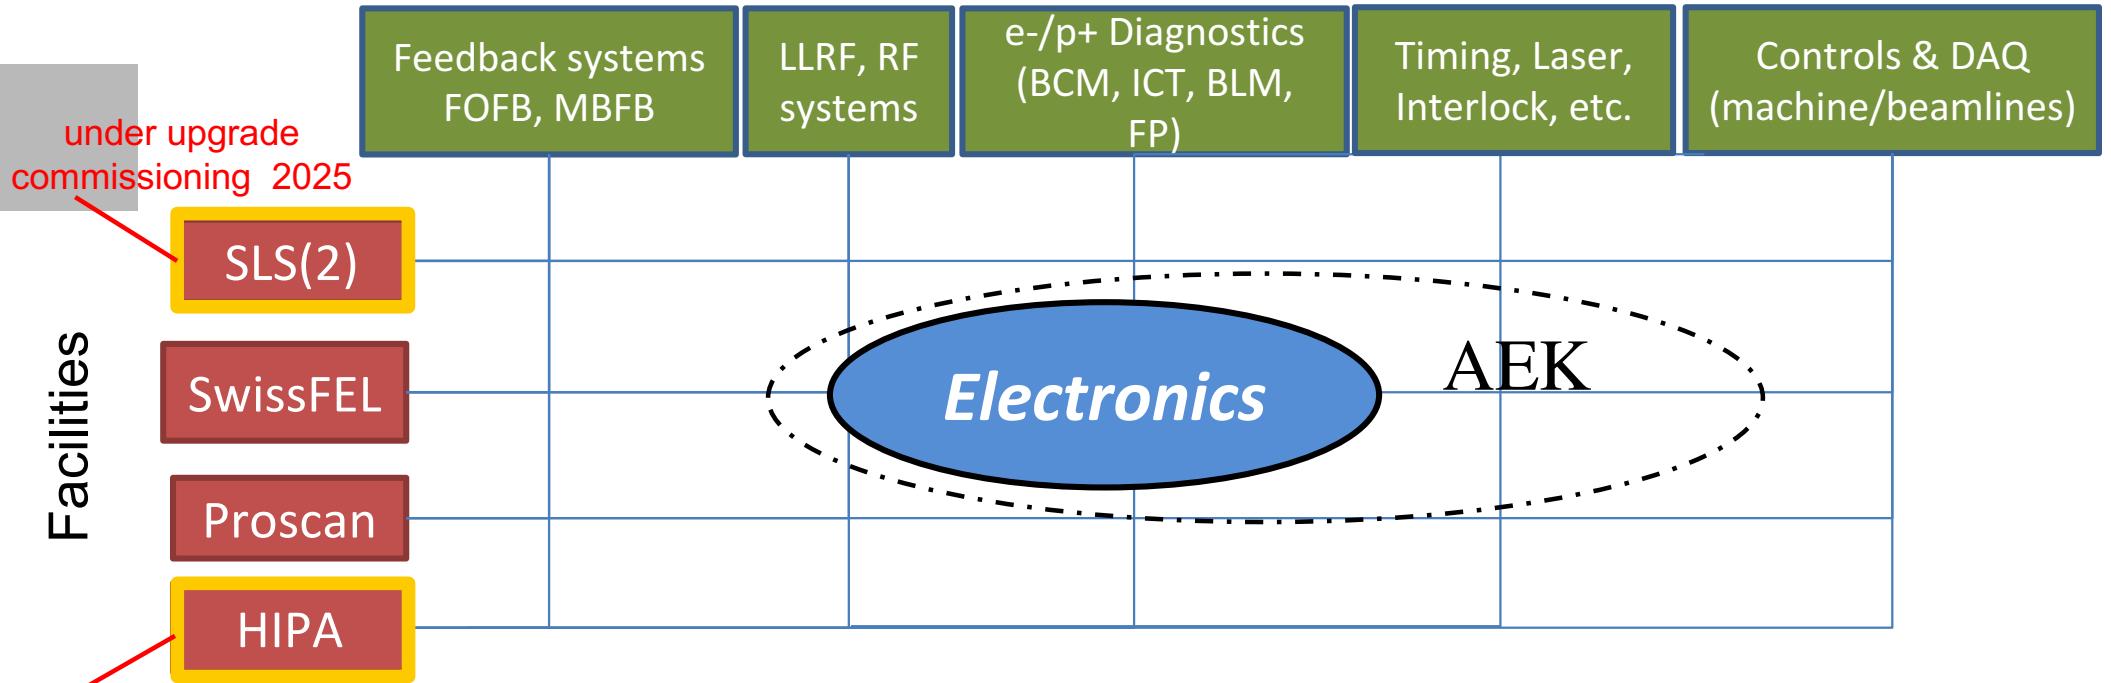 Feedback systems
FOFB, MBFB
LLRF, RF
systems
e-/p+ Diagnostics
(BCM, ICT, BLM,
FP)
Timing, Laser,
Interlock, etc.
Controls & DAQ
(machine/beamlines)
under upgrade
commissioning 2025
Facilities
SLS(2)
SwissFEL
Proscan
HIPA
Electronics
AEK